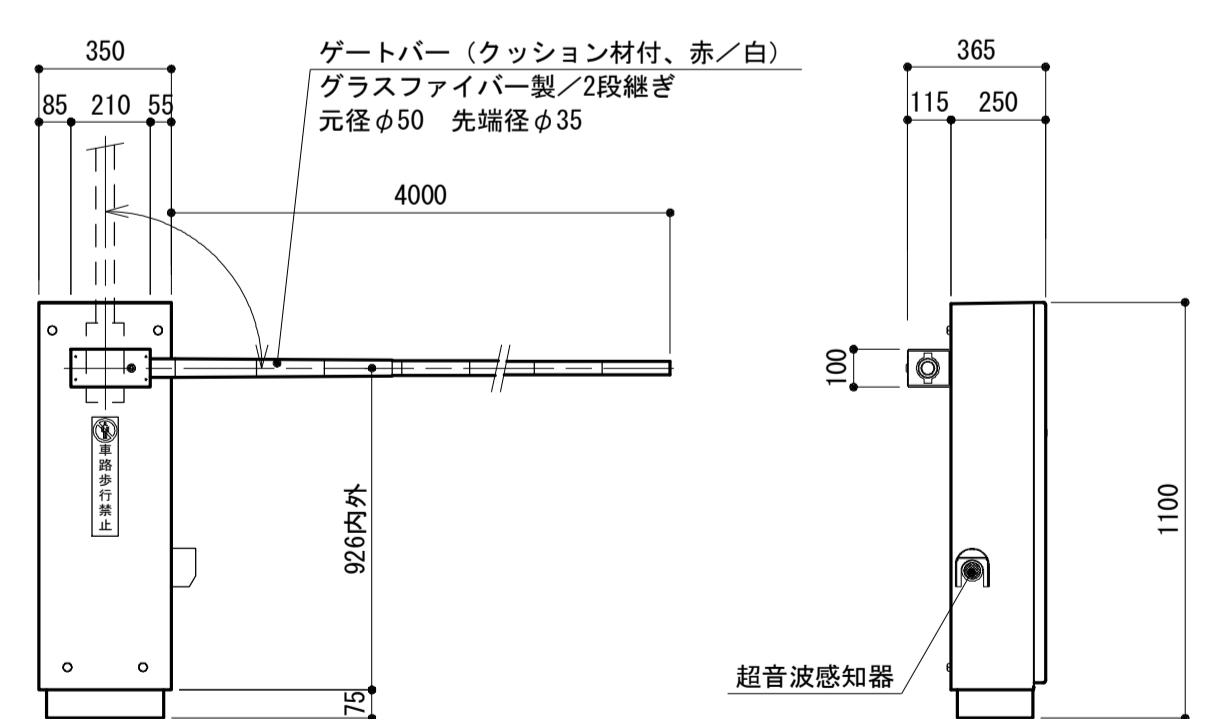 350
85
210
55
ゲートバー（クッション材付、赤／白）
グラスファイバー製／2段継ぎ
元径φ50　先端径φ35
4000
車路歩行禁止
926内外
75
365
115
250
100
1100
超音波感知器